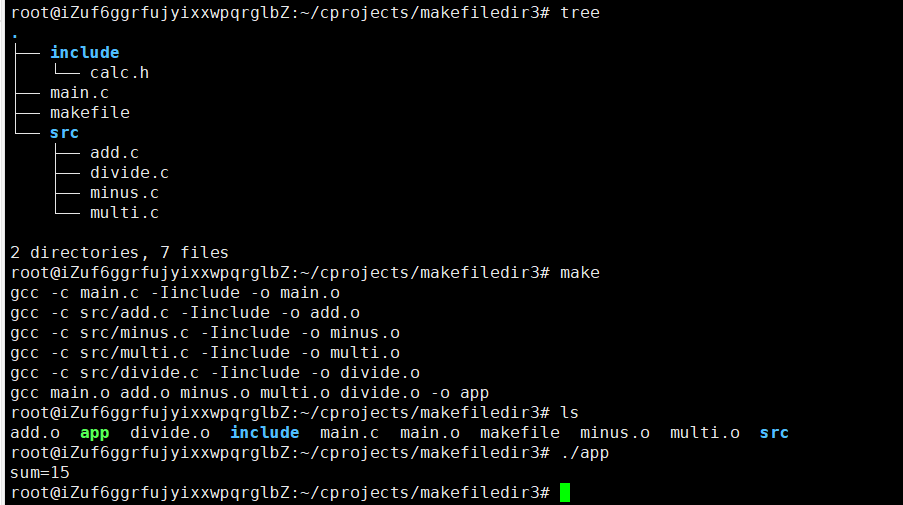 root@iZuf6ggrfujyixxwpqrglbZ:~/cprojects/makefiledir3# tree
.
├── include
│   └── calc.h
├── main.c
├── makefile
└── src
    ├── add.c
    ├── divide.c
    ├── minus.c
    └── multi.c
2 directories, 7 files
root@iZuf6ggrfujyixxwpqrglbZ:~/cprojects/makefiledir3# make
gcc -c main.c -Iinclude -o main.o
gcc -c src/add.c -Iinclude -o add.o
gcc -c src/minus.c -Iinclude -o minus.o
gcc -c src/multi.c -Iinclude -o multi.o
gcc -c src/divide.c -Iinclude -o divide.o
gcc main.o add.o minus.o multi.o divide.o -o app
root@iZuf6ggrfujyixxwpqrglbZ:~/cprojects/makefiledir3# ls
add.o  app  divide.o  include  main.c  main.o  makefile  minus.o  multi.o  src
root@iZuf6ggrfujyixxwpqrglbZ:~/cprojects/makefiledir3# ./app
sum=15
root@iZuf6ggrfujyixxwpqrglbZ:~/cprojects/makefiledir3#